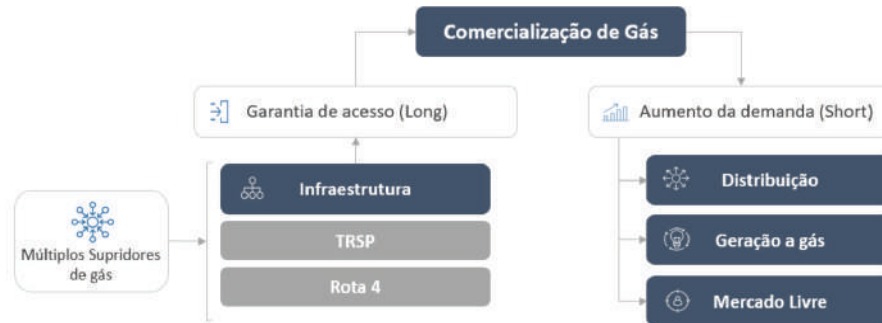 Comercialização de Gás
Garantia de acesso (Long)
Aumento da demanda (Short)
Infraestrutura
Distribuição
Múltiplos Supridores
de gás
TRSP
Geração a gás
Rota 4
Mercado Livre